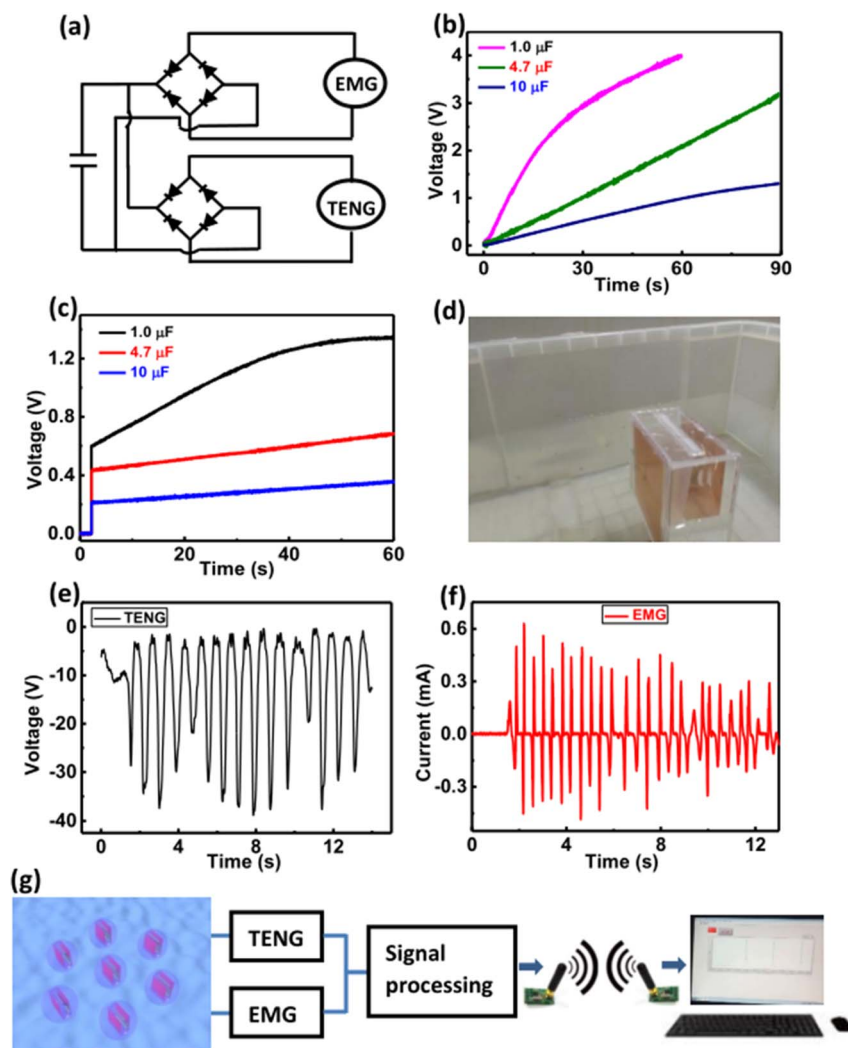 (a)
EMG
TENG
(b)
1.0 μF
4.7 μF
10 μF
4
3
2
1
0
Voltage (V)
0 30 60 90
Time (s)
(c)
1.0 μF
4.7 μF
10 μF
1.2
0.8
0.4
0.0
Voltage (V)
0 20 40 60
Time (s)
(d)
(e)
TENG
0
-10
-20
-30
-40
Voltage (V)
0 4 8 12
Time (s)
(f)
EMG
0.6
0.3
0.0
-0.3
Current (mA)
0 4 8 12
Time (s)
(g)
TENG
EMG
Signal
processing